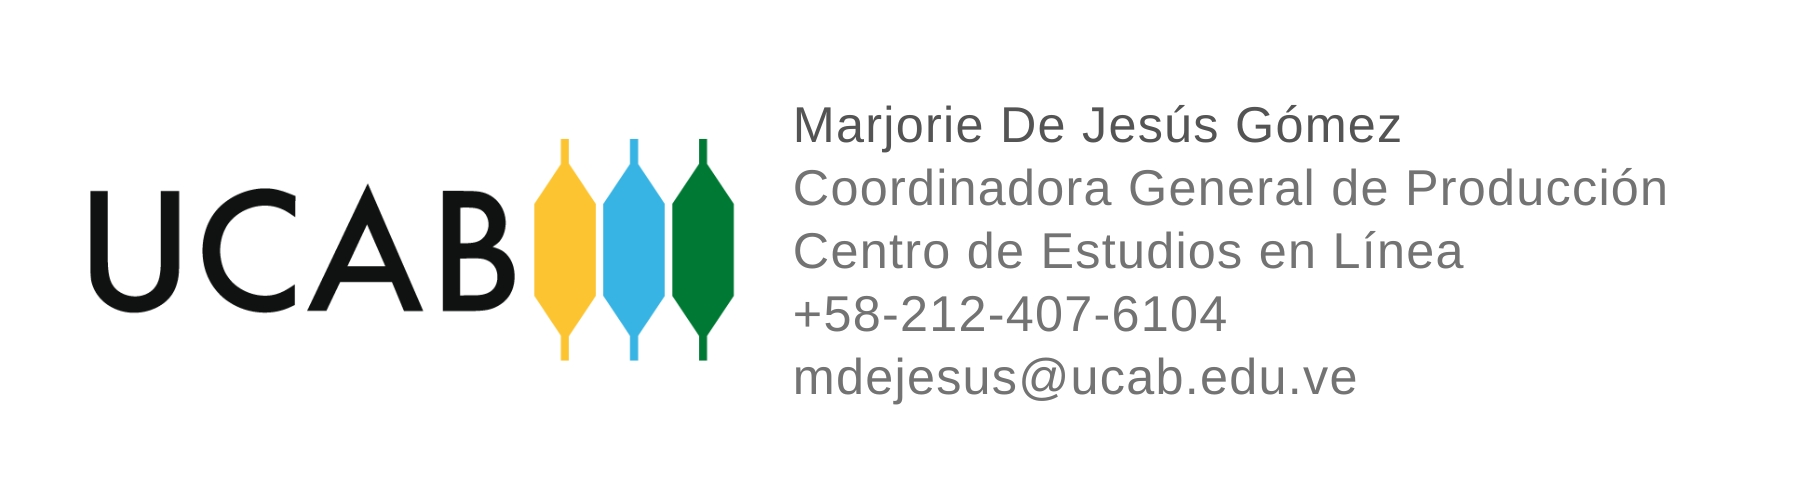 UCAB
Marjorie De Jesús Gómez
Coordinadora General de Producción
Centro de Estudios en Línea
+58-212-407-6104
mdejesus@ucab.edu.ve